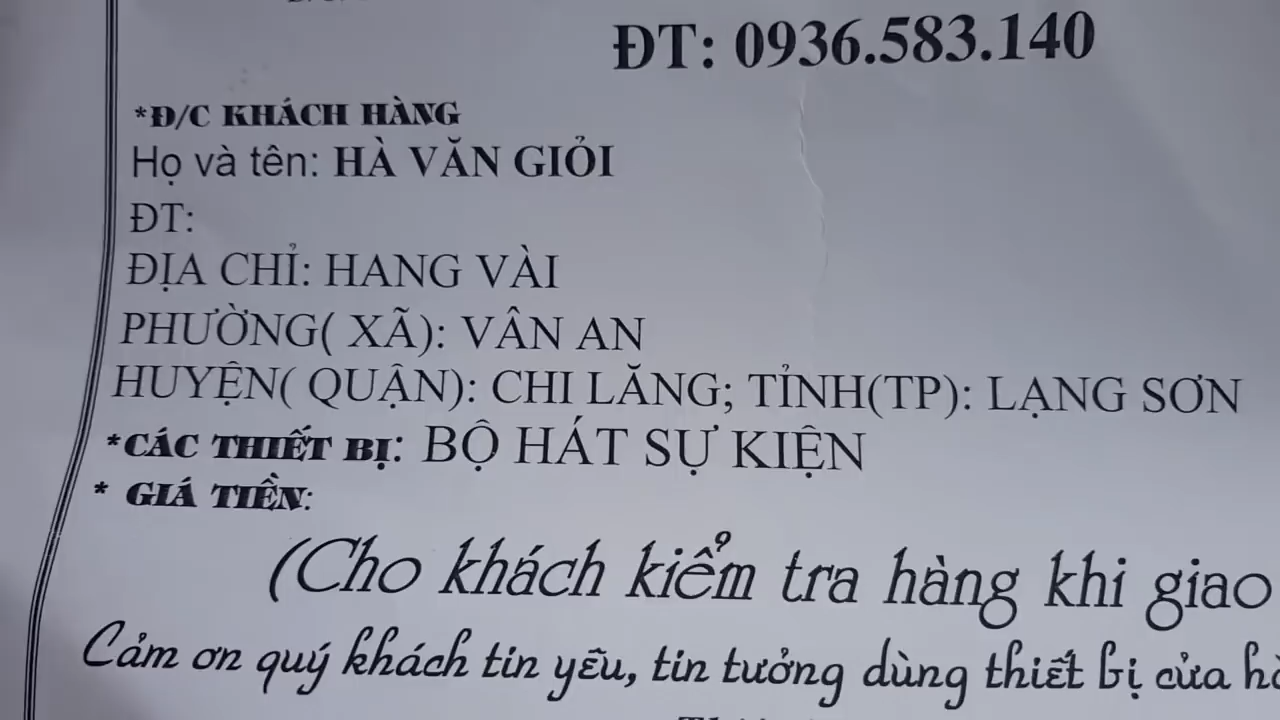 ĐT: 0936.583.140
*Đ/C KHÁCH HÀNG
Họ và tên: HÀ VĂN GIỎI
ĐT:
ĐỊA CHỈ: HANG VÀI
PHƯỜNG( XÃ): VÂN AN
HUYỆN( QUẬN): CHI LĂNG; TỈNH(TP): LẠNG SƠN
*CÁC THIẾT BỊ: BỘ HÁT SỰ KIỆN
* GIÁ TIỀN:
(Cho khách kiểm tra hàng khi giao
Cảm ơn quý khách tin yêu, tin tưởng dùng thiết bị cửa